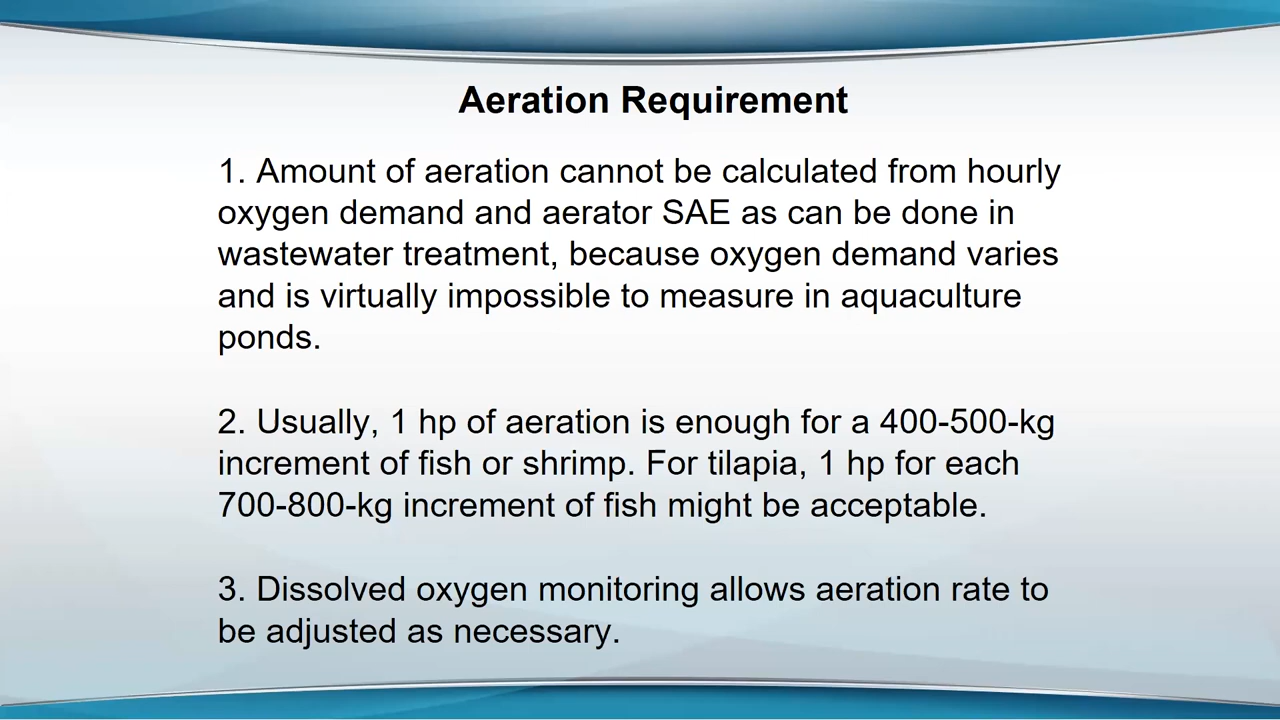 Aeration Requirement
1. Amount of aeration cannot be calculated from hourly
oxygen demand and aerator SAE as can be done in
wastewater treatment, because oxygen demand varies
and is virtually impossible to measure in aquaculture
ponds.
2. Usually, 1 hp of aeration is enough for a 400-500-kg
increment of fish or shrimp. For tilapia, 1 hp for each
700-800-kg increment of fish might be acceptable.
3. Dissolved oxygen monitoring allows aeration rate to
be adjusted as necessary.